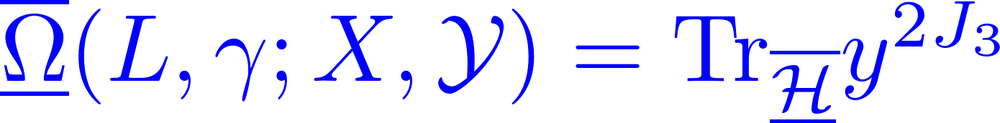 $\underline{\overline{\Omega}}(L, \gamma; X, \mathcal{Y}) = \mathrm{Tr}_{\underline{\overline{\mathcal{H}}}} y^{2J_3}$